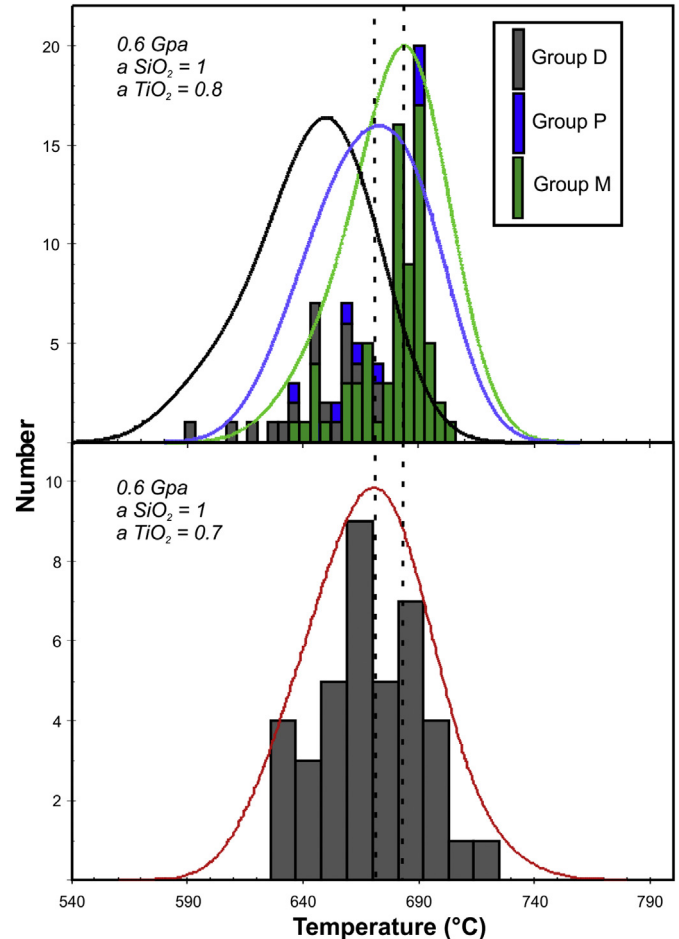 0.6 Gpa
a SiO₂ = 1
a TiO₂ = 0.8
Group D
Group P
Group M
20
15
10
5
Number
0.6 Gpa
a SiO₂ = 1
a TiO₂ = 0.7
10
8
6
4
2
540 590 640 690 740 790
Temperature (°C)